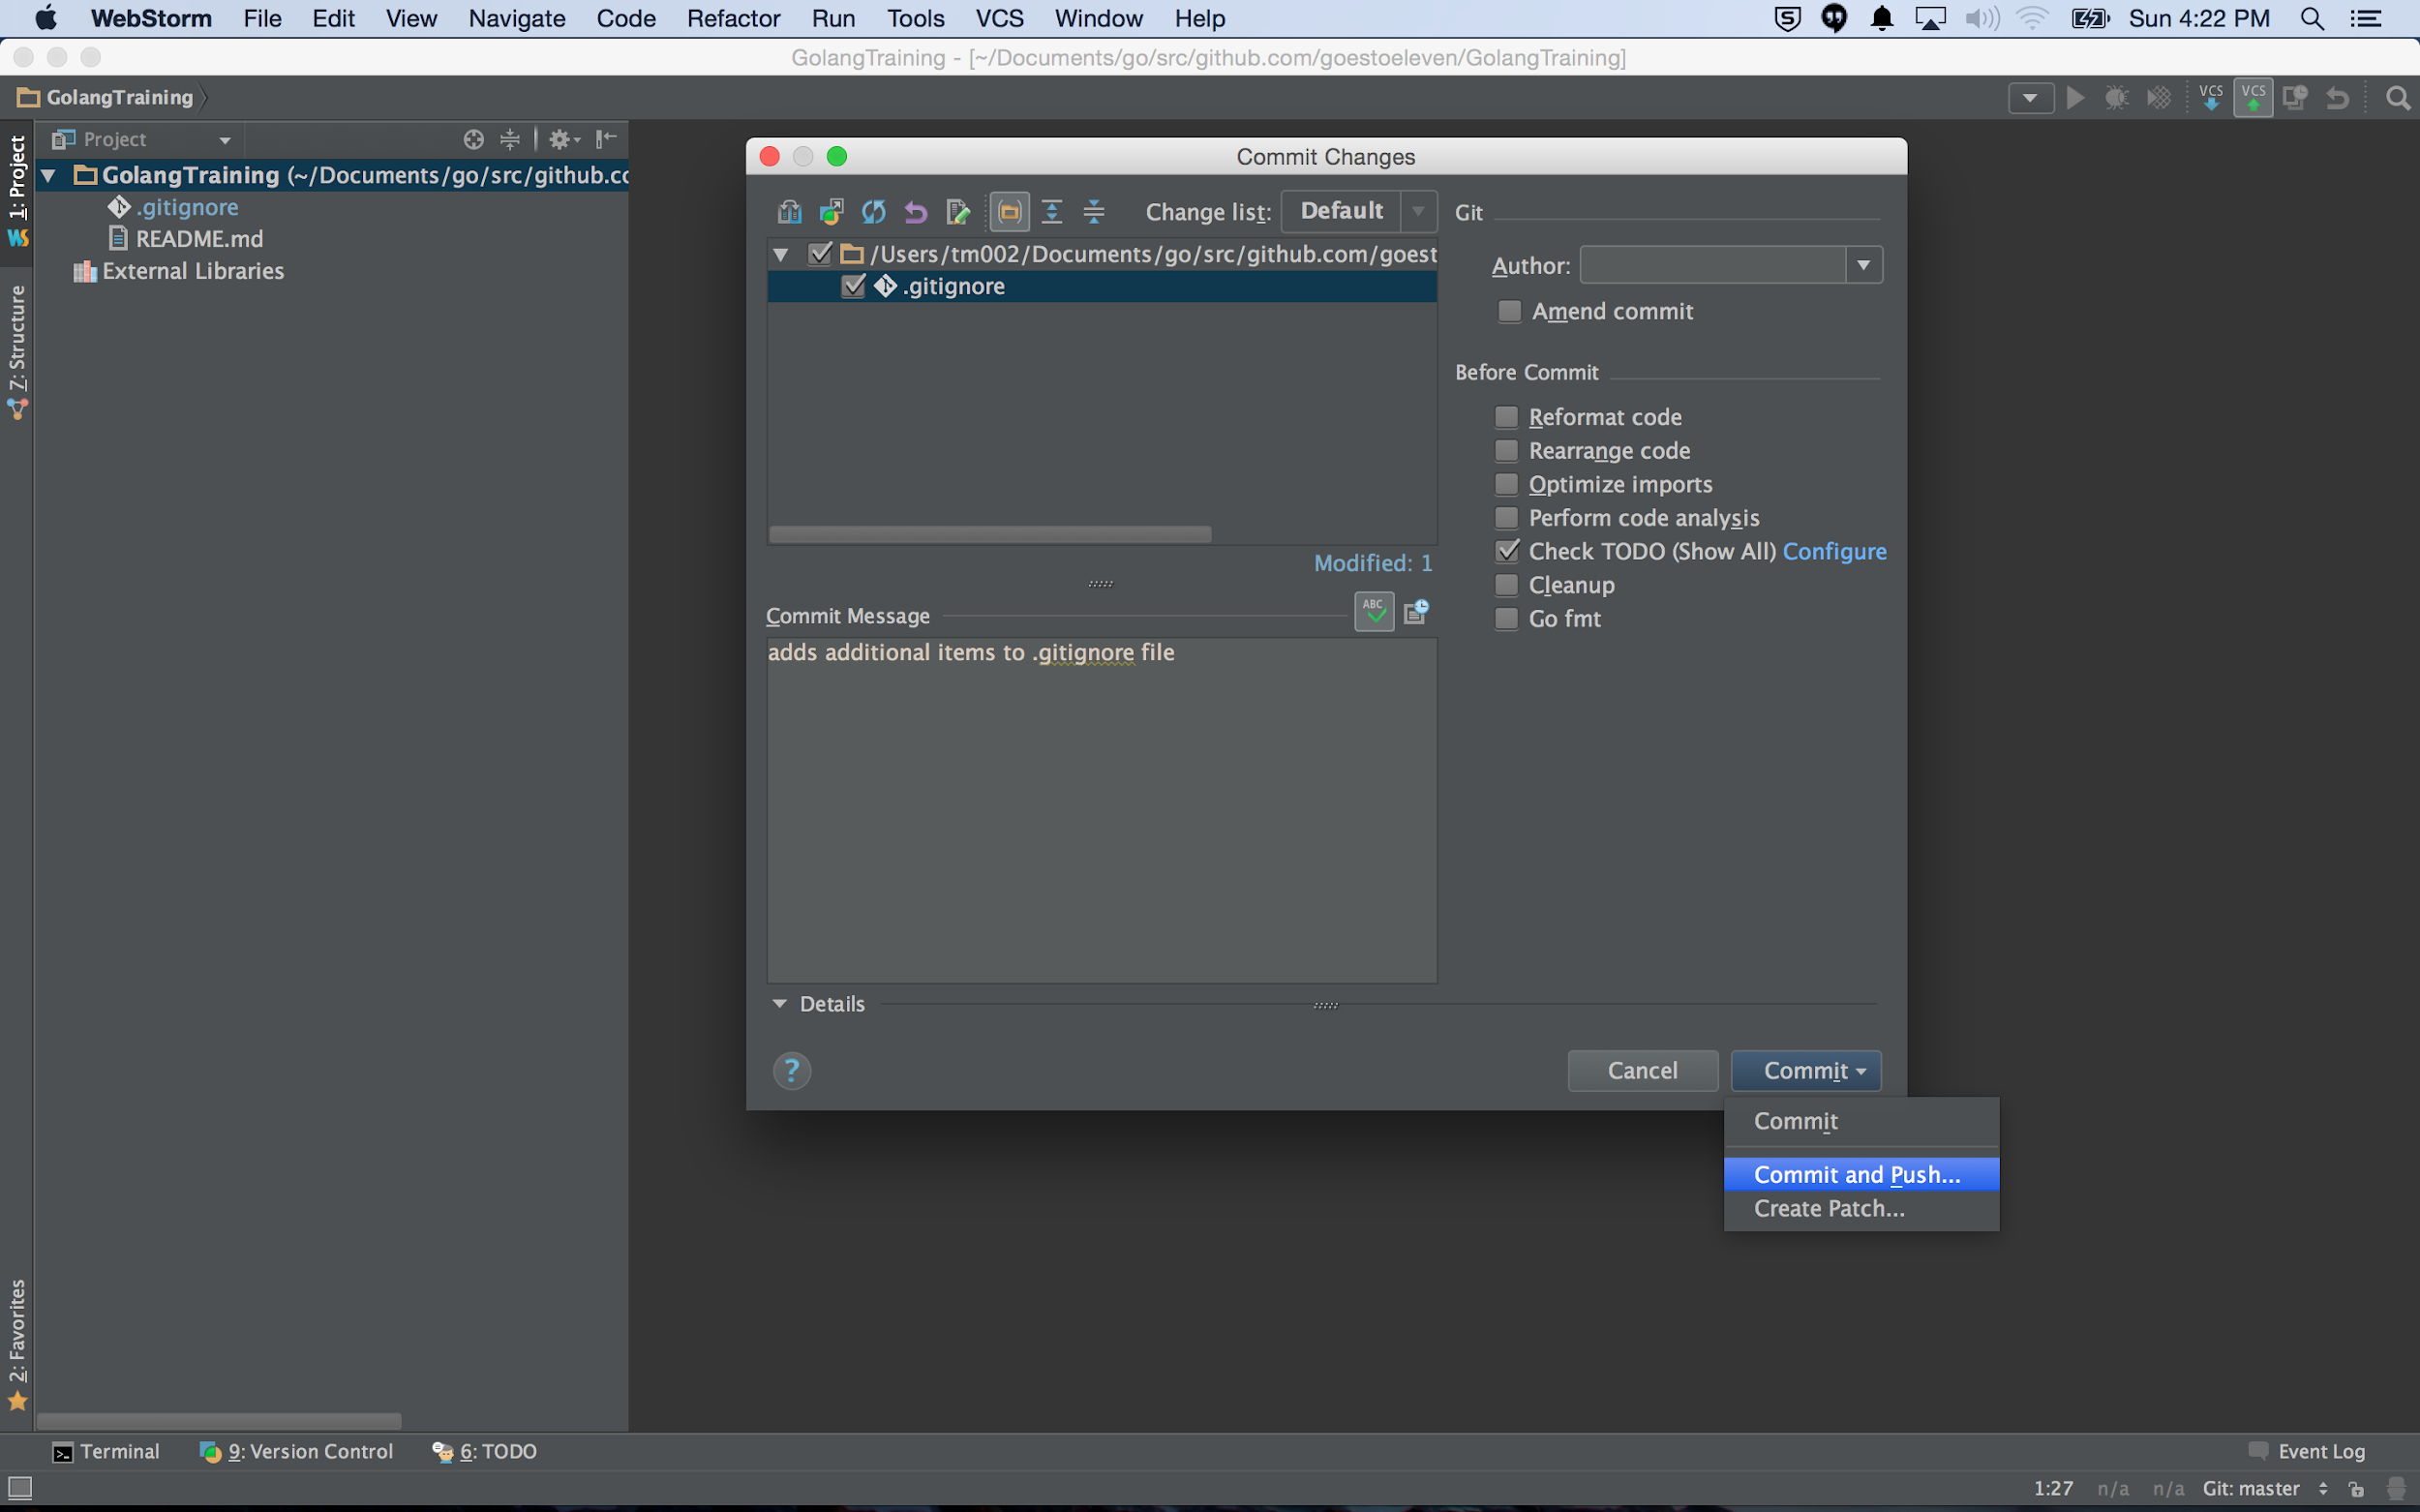 WebStorm File Edit View Navigate Code Refactor Run Tools VCS Window Help Sun 4:22 PM
GolangTraining - [~/Documents/go/src/github.com/goestoeleven/GolangTraining]
GolangTraining VCS VCS
1: Project
7: Structure
2: Favorites
Project
GolangTraining (~/Documents/go/src/github.co
.gitignore
README.md
External Libraries
Commit Changes
Change list: Default
/Users/tm002/Documents/go/src/github.com/goest
.gitignore
Modified: 1
Commit Message ABC
adds additional items to .gitignore file
Details
Git
Author:
Amend commit
Before Commit
Reformat code
Rearrange code
Optimize imports
Perform code analysis
Check TODO (Show All) Configure
Cleanup
Go fmt
? Cancel Commit
Commit
Commit and Push...
Create Patch...
Terminal 9: Version Control 6: TODO Event Log
1:27 n/a n/a Git: master